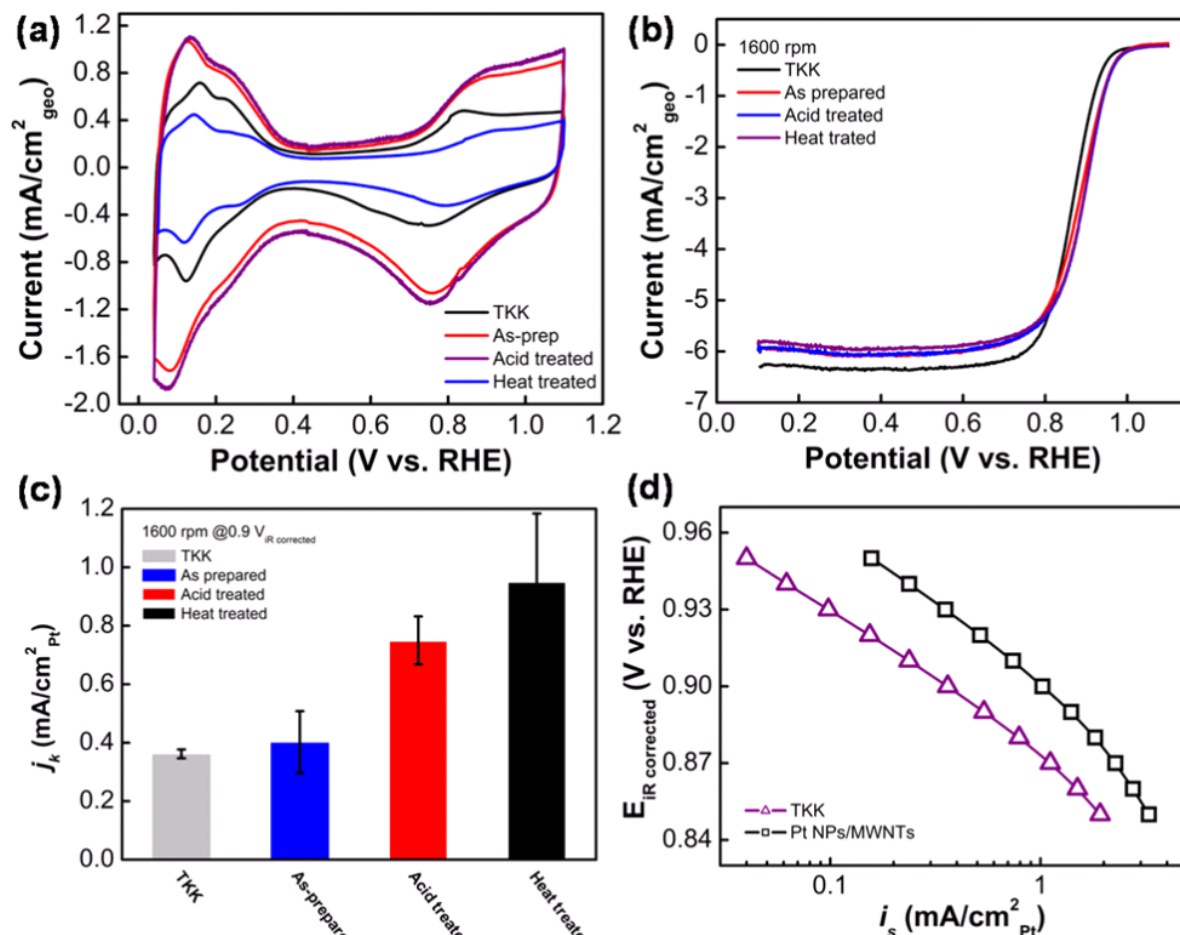 (a)
1.2
0.8
0.4
0.0
-0.4
-0.8
-1.2
-1.6
-2.0
Current (mA/cm²geo)
TKK
As-prep
Acid treated
Heat treated
0.0 0.2 0.4 0.6 0.8 1.0 1.2
Potential (V vs. RHE)
(b)
0
-1
-2
-3
-4
-5
-6
-7
Current (mA/cm²geo)
1600 rpm
TKK
As prepared
Acid treated
Heat trated
0.0 0.2 0.4 0.6 0.8 1.0
Potential (V vs. RHE)
(c)
1.2
1.0
0.8
0.6
0.4
0.2
0.0
jk (mA/cm²Pt)
1600 rpm @0.9 ViR corrected
TKK
As prepared
Acid treated
Heat treated
TKK
As-prepare
Acid treate
Heat treate
(d)
0.96
0.93
0.90
0.87
0.84
EiR corrected (V vs. RHE)
TKK
Pt NPs/MWNTs
0.1 1
is (mA/cm²Pt)